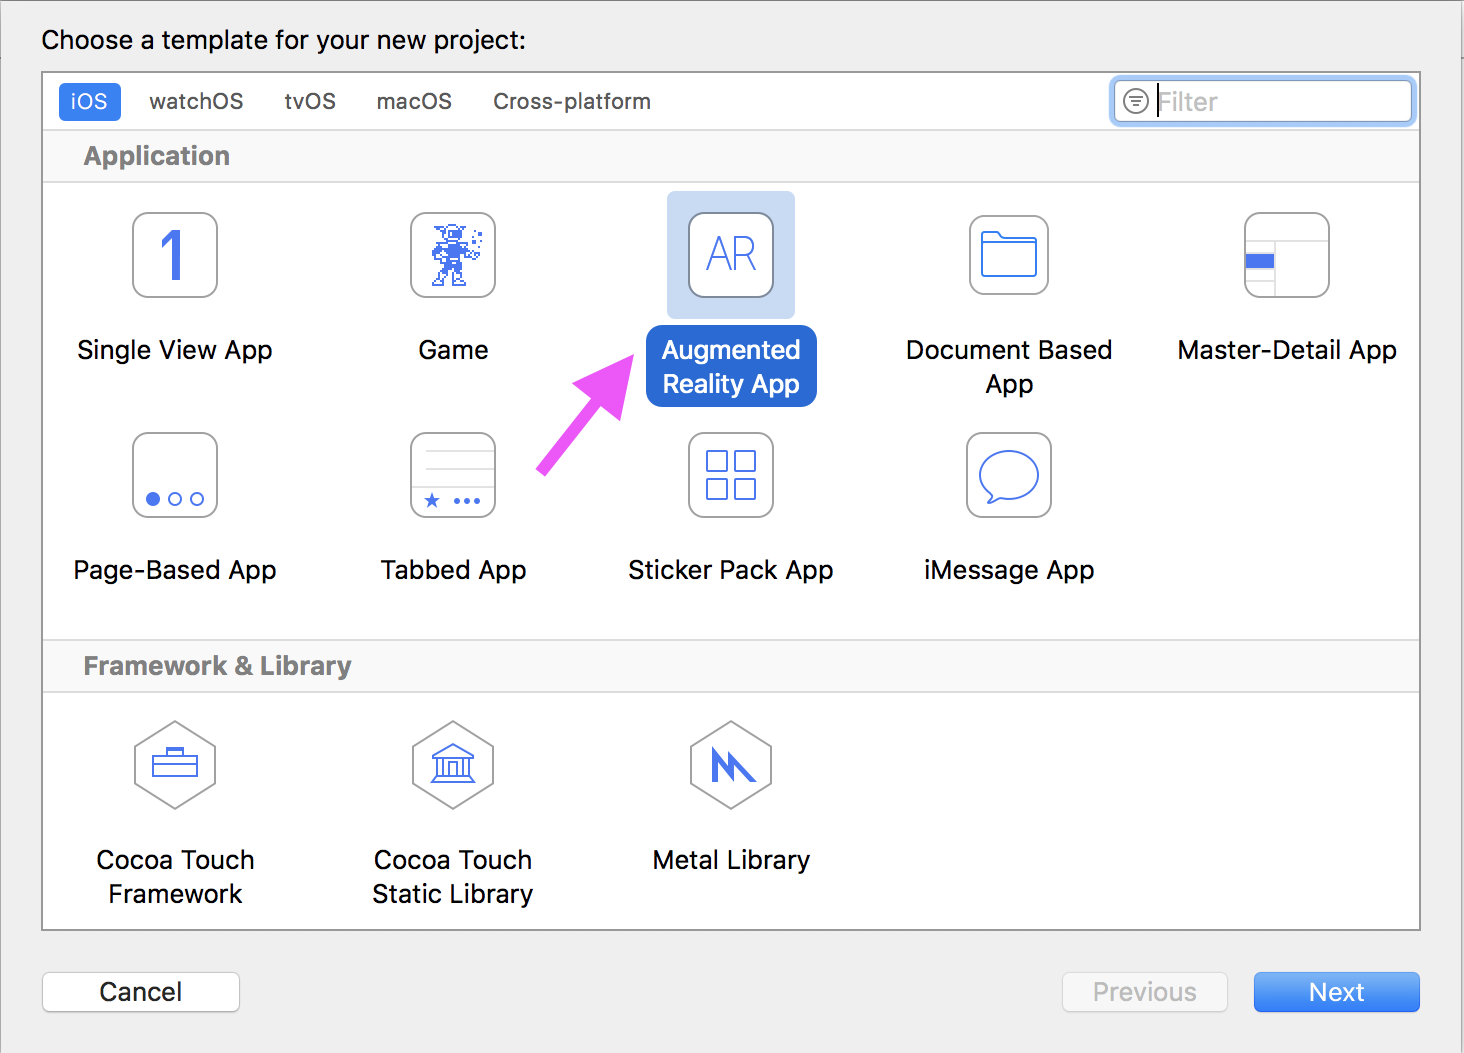 Choose a template for your new project:
iOS watchOS tvOS macOS Cross-platform Filter
Application
1 AR
Single View App Game Augmented Reality App Document Based App Master-Detail App
Page-Based App Tabbed App Sticker Pack App iMessage App
Framework & Library
Cocoa Touch Framework Cocoa Touch Static Library Metal Library
Cancel Previous Next